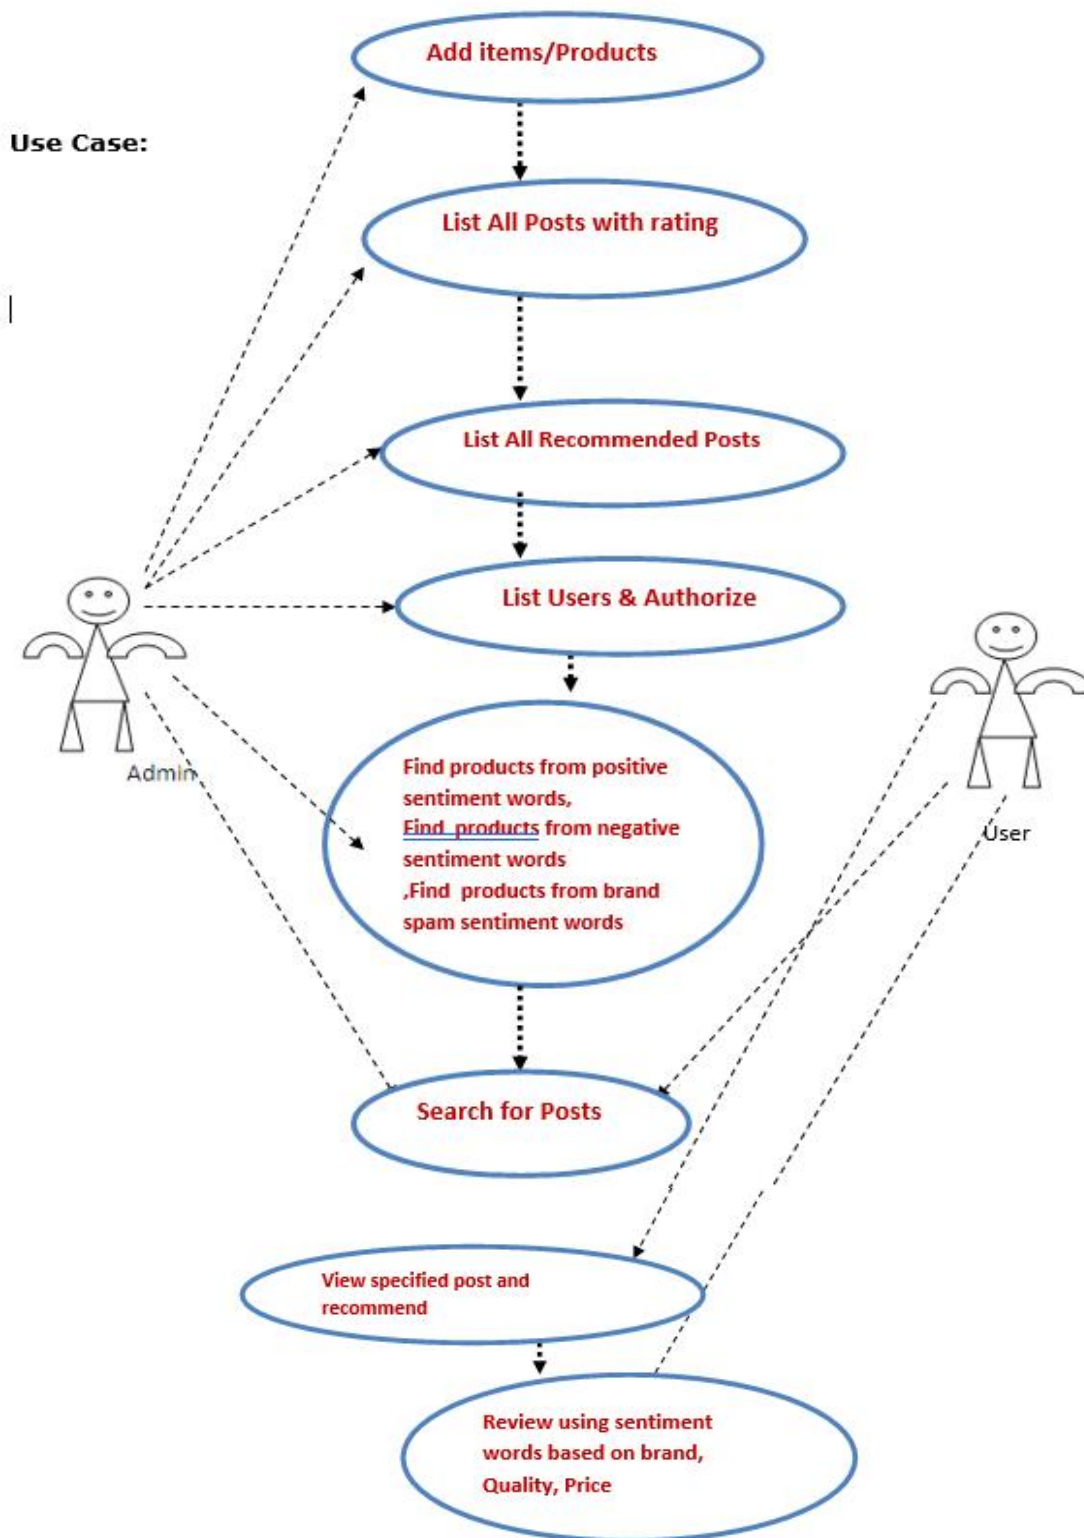 Add items/Products
Use Case:
List All Posts with rating
List All Recommended Posts
List Users & Authorize
Admin
Find products from positive
sentiment words,
Find  products from negative
sentiment words
,Find  products from brand
spam sentiment words
User
Search for Posts
View specified post and
recommend
Review using sentiment
words based on brand,
Quality, Price